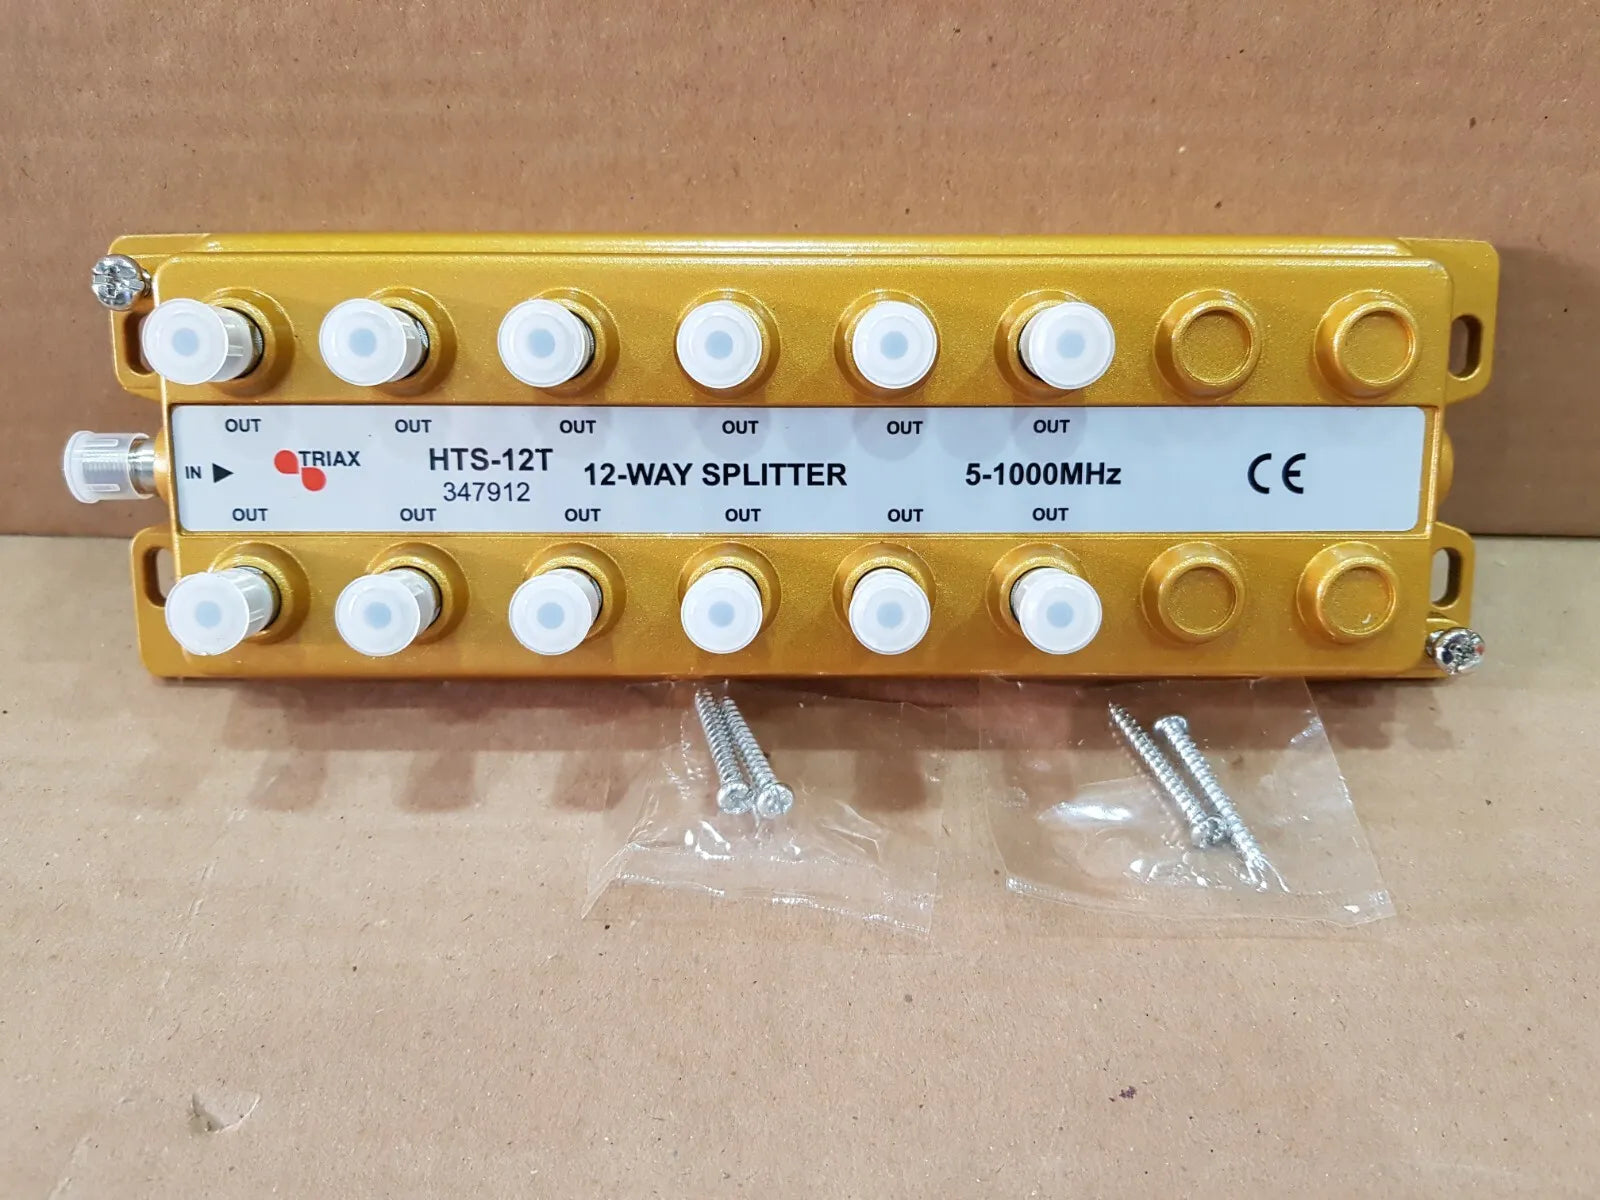 OUT OUT OUT OUT OUT OUT
IN TRIAX HTS-12T 12-WAY SPLITTER 5-1000MHz CE
347912
OUT OUT OUT OUT OUT OUT